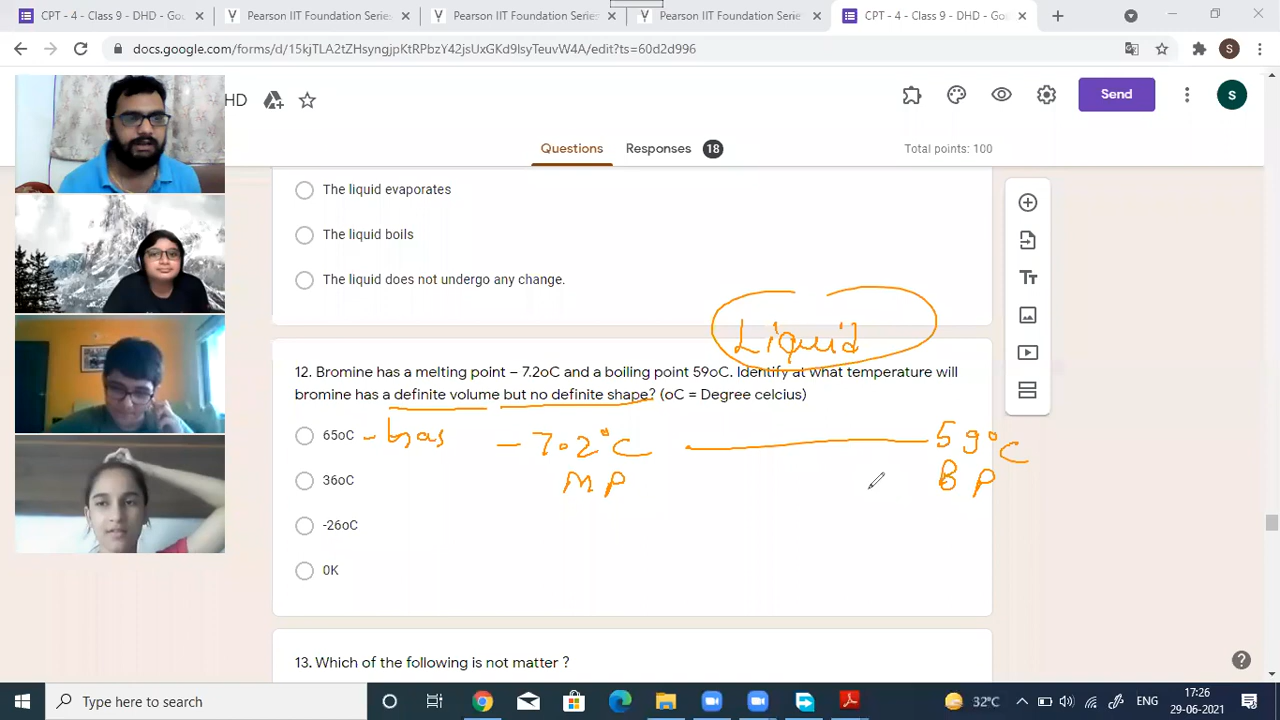 CPT - 4 - Class 9 - DHD - Go
Pearson IIT Foundation Series
Pearson IIT Foundation Series
Pearson IIT Foundation Series
CPT - 4 - Class 9 - DHD - Go
docs.google.com/forms/d/15kjTLA2tZHsyngjpKtRPbzY42jsUxGKd9lsyTeuvW4A/edit?ts=60d2d996
S
HD
Send
S
Questions
Responses 18
Total points: 100
The liquid evaporates
The liquid boils
The liquid does not undergo any change.
Liquid
12. Bromine has a melting point – 7.2oC and a boiling point 59oC. Identify at what temperature will
bromine has a definite volume but no definite shape? (oC = Degree celcius)
65oC - gas - 7.2°C 59°C
MP BP
36oC
-26oC
0K
13. Which of the following is not matter ?
Type here to search
32°C
ENG
17:26
29-06-2021